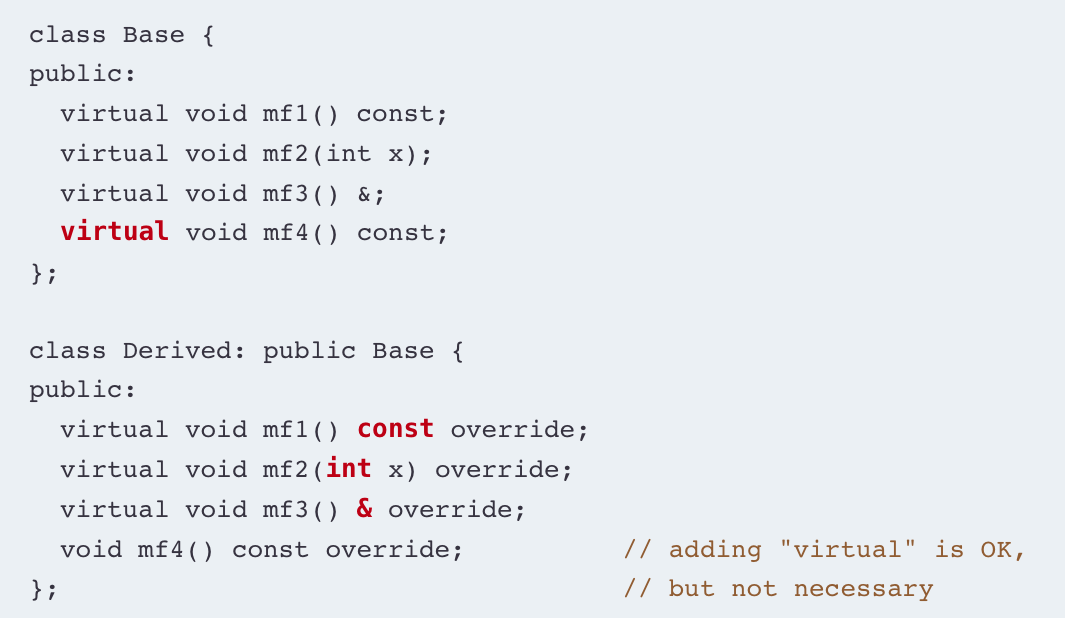 class Base {
public:
  virtual void mf1() const;
  virtual void mf2(int x);
  virtual void mf3() &;
  virtual void mf4() const;
};

class Derived: public Base {
public:
  virtual void mf1() const override;
  virtual void mf2(int x) override;
  virtual void mf3() & override;
  void mf4() const override;          // adding "virtual" is OK,
};                                    // but not necessary